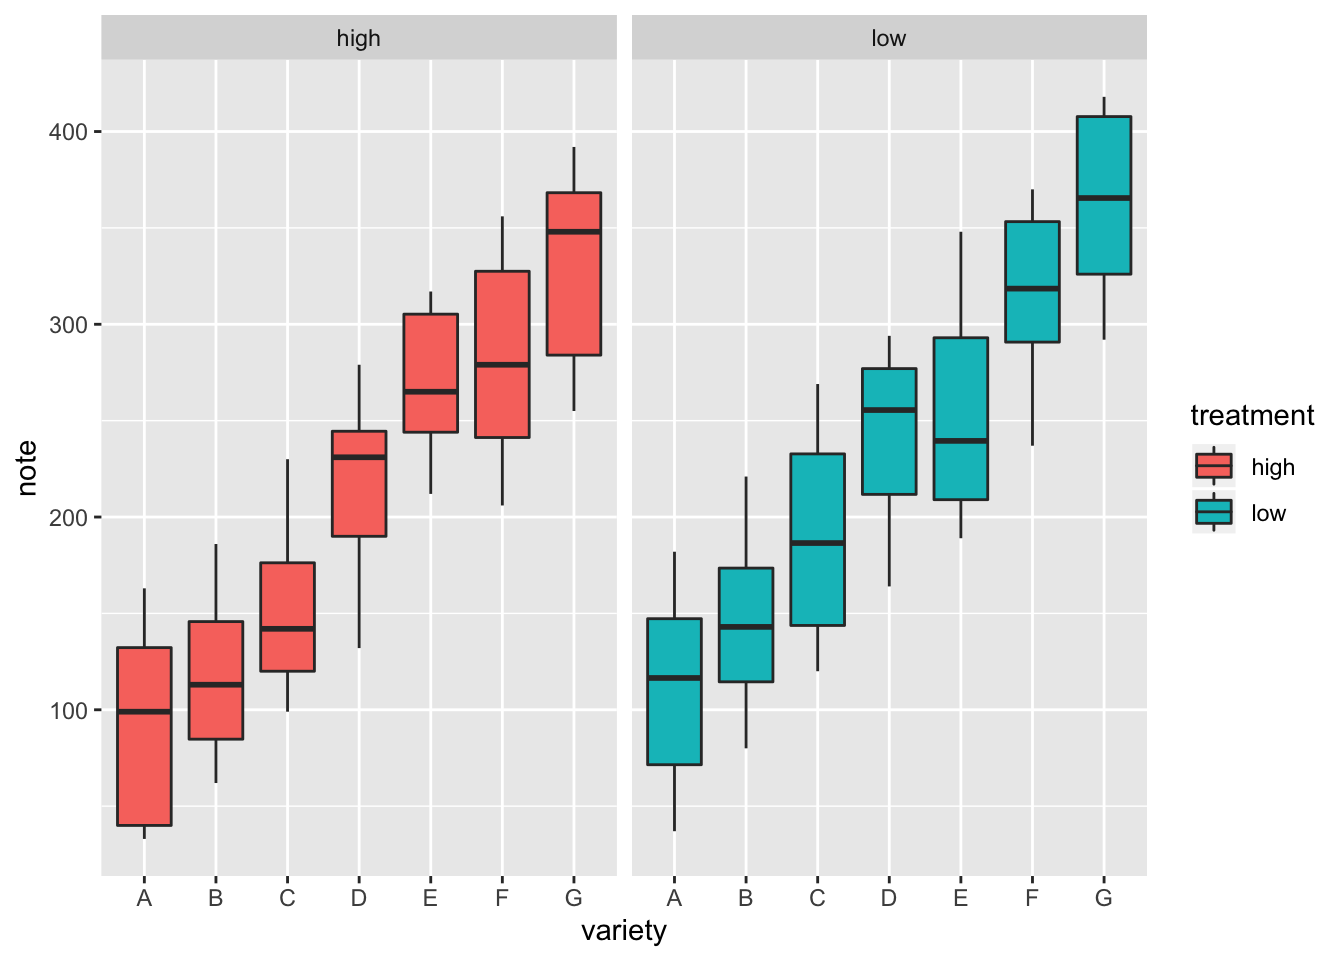 high low
400
300
200
100
note
A B C D E F G A B C D E F G
variety
treatment
high
low